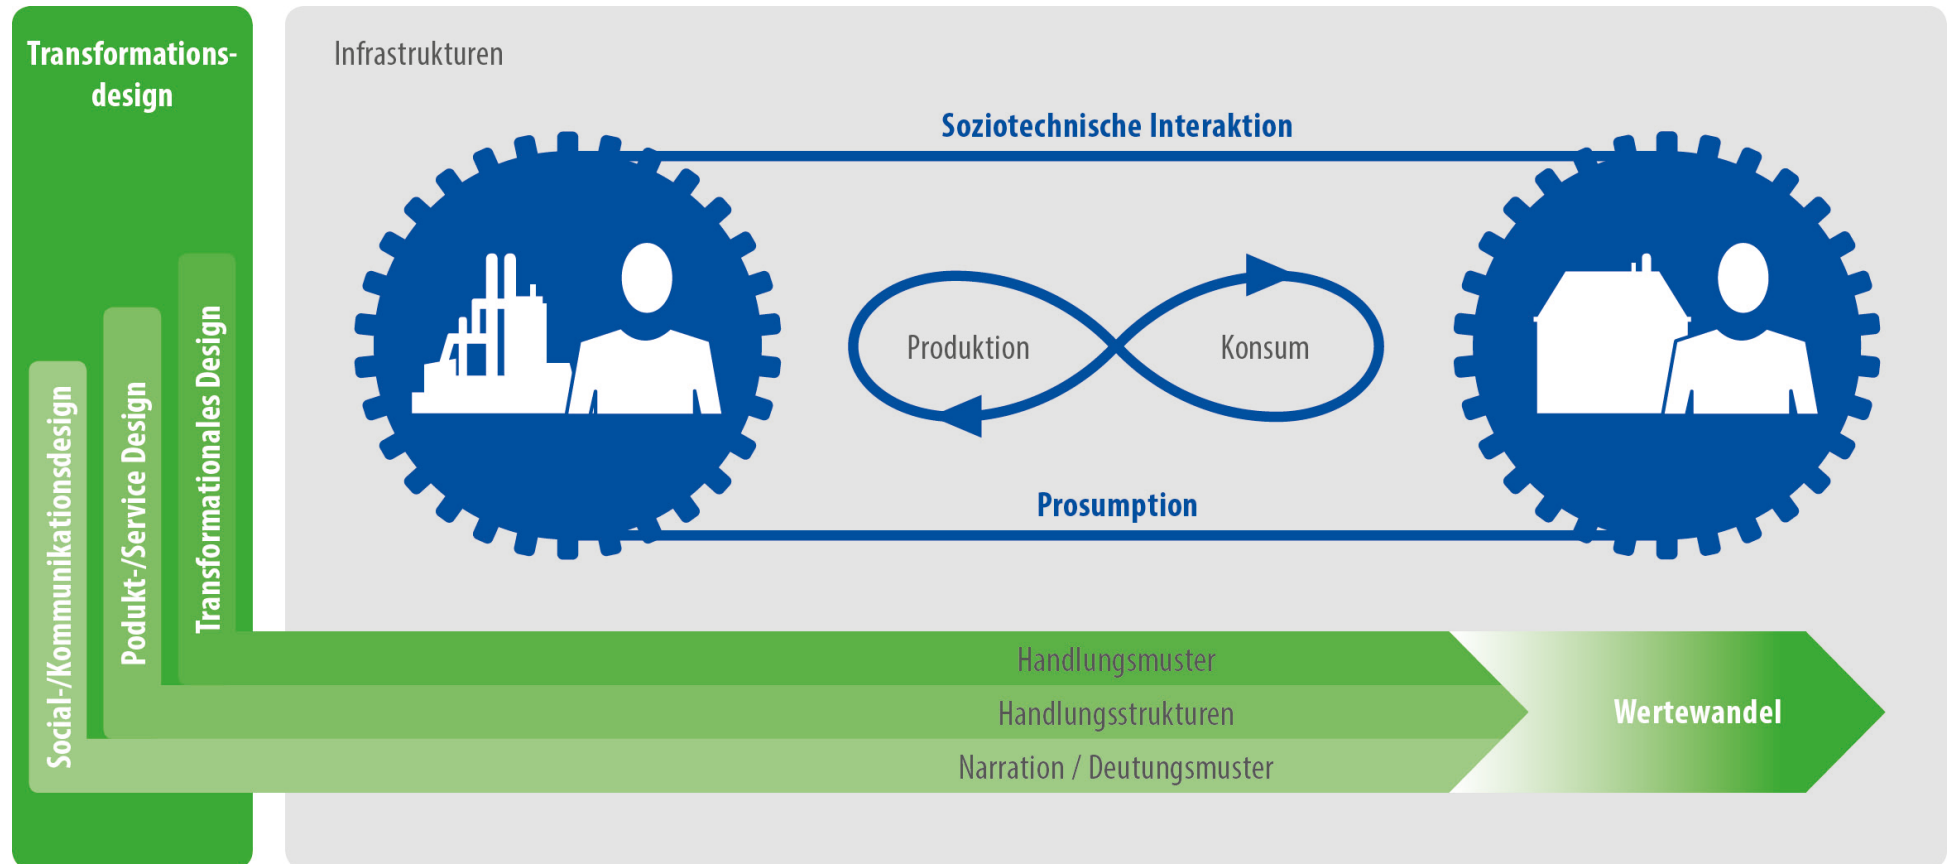 Transformations-
design
Social-/Kommunikationsdesign
Podukt-/Service Design
Transformationales Design
Infrastrukturen
Soziotechnische Interaktion
Produktion
Konsum
Prosumption
Handlungsmuster
Handlungsstrukturen
Narration / Deutungsmuster
Wertewandel